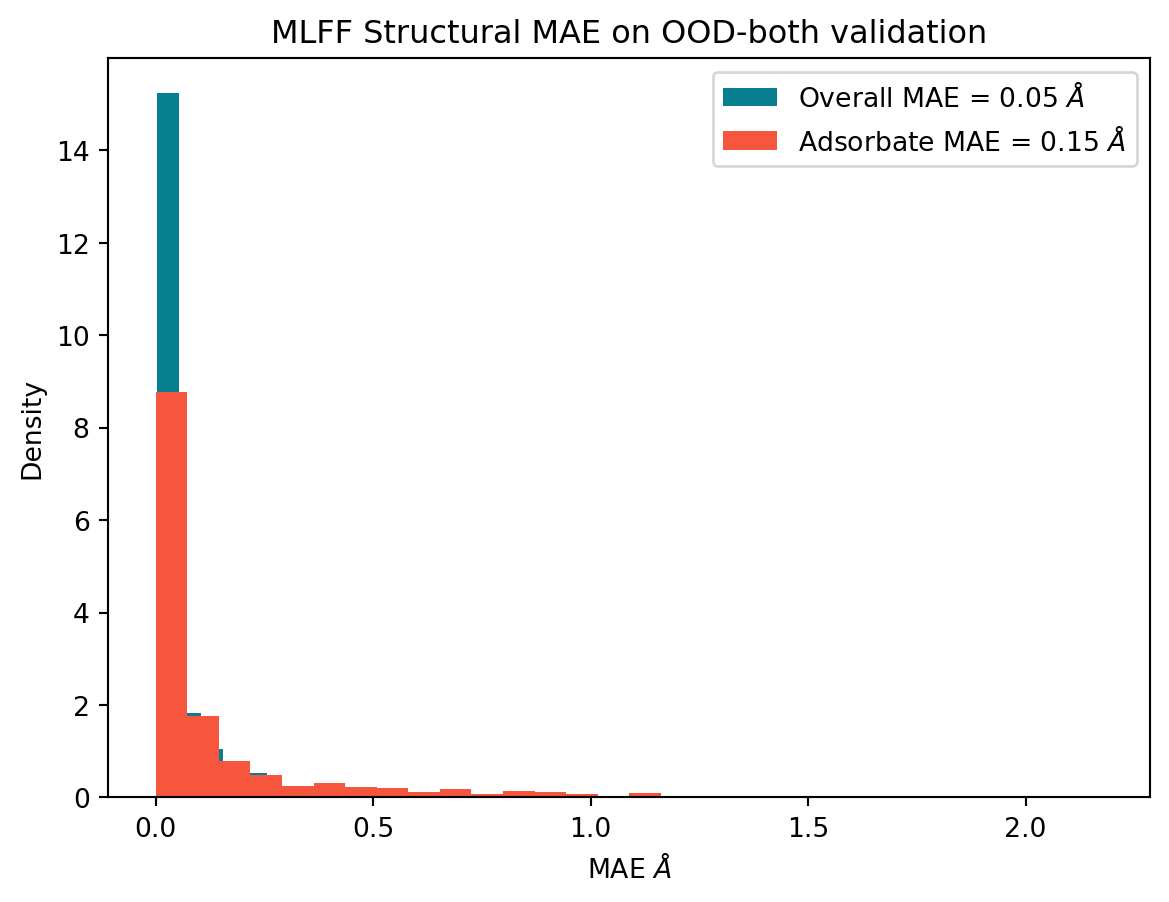 MLFF Structural MAE on OOD-both validation
Overall MAE = 0.05 Å
Adsorbate MAE = 0.15 Å
14
12
10
8
6
4
2
0
Density
0.0 0.5 1.0 1.5 2.0
MAE Å